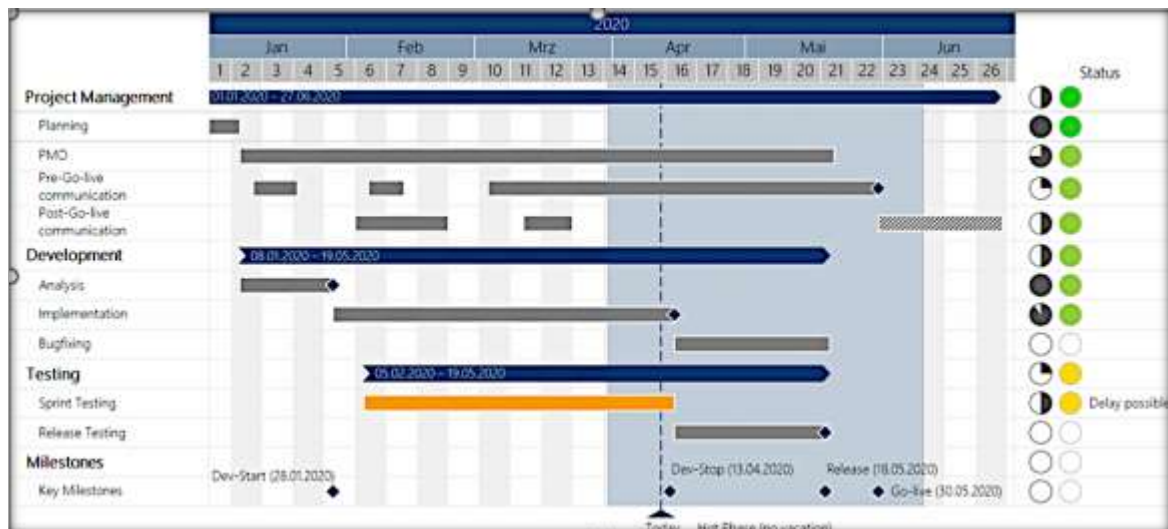 2020
Jan Feb Mrz Apr Mai Jun
1 2 3 4 5 6 7 8 9 10 11 12 13 14 15 16 17 18 19 20 21 22 23 24 25 26 Status
Project Management 01.01.2020 - 27.06.2020
Planning
PMO
Pre-Go-live
communication
Post-Go-live
communication
Development 08.01.2020 - 19.05.2020
Analysis
Implementation
Bugfixing
Testing 05.02.2020 - 19.05.2020
Sprint Testing Delay possible
Release Testing
Milestones
Dev-Start (28.01.2020) Dev-Stop (13.04.2020) Release (18.05.2020)
Key Milestones Go-live (30.05.2020)
Today Hot Phase (no vacation)